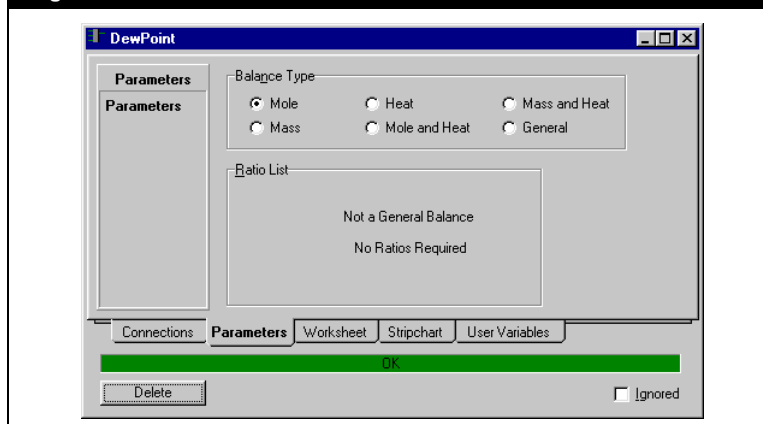 DewPoint
Parameters
Parameters
Balance Type
Mole
Heat
Mass and Heat
Mass
Mole and Heat
General
Ratio List
Not a General Balance
No Ratios Required
Connections
Parameters
Worksheet
Stripchart
User Variables
OK
Delete
Ignored